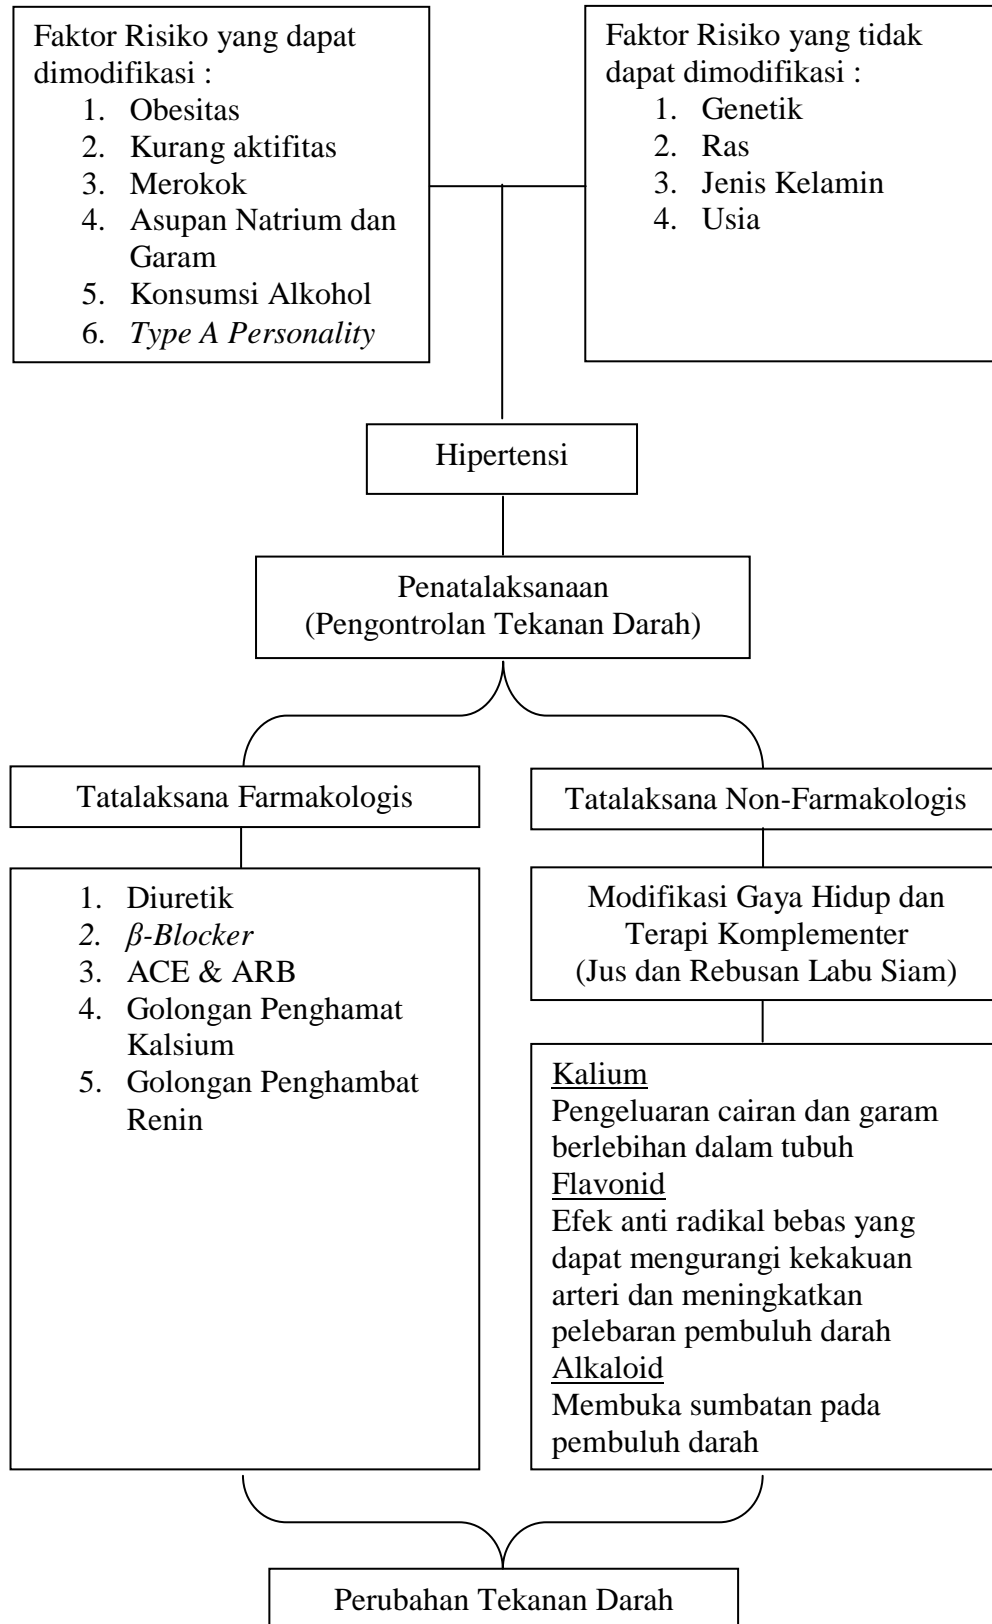 Faktor Risiko yang dapat
dimodifikasi :
1. Obesitas
2. Kurang aktifitas
3. Merokok
4. Asupan Natrium dan
Garam
5. Konsumsi Alkohol
6. Type A Personality
Faktor Risiko yang tidak
dapat dimodifikasi :
1. Genetik
2. Ras
3. Jenis Kelamin
4. Usia
Hipertensi
Penatalaksanaan
(Pengontrolan Tekanan Darah)
Tatalaksana Farmakologis
Tatalaksana Non-Farmakologis
1. Diuretik
2. β-Blocker
3. ACE & ARB
4. Golongan Penghamat
Kalsium
5. Golongan Penghambat
Renin
Modifikasi Gaya Hidup dan
Terapi Komplementer
(Jus dan Rebusan Labu Siam)
Kalium
Pengeluaran cairan dan garam
berlebihan dalam tubuh
Flavonid
Efek anti radikal bebas yang
dapat mengurangi kekakuan
arteri dan meningkatkan
pelebaran pembuluh darah
Alkaloid
Membuka sumbatan pada
pembuluh darah
Perubahan Tekanan Darah